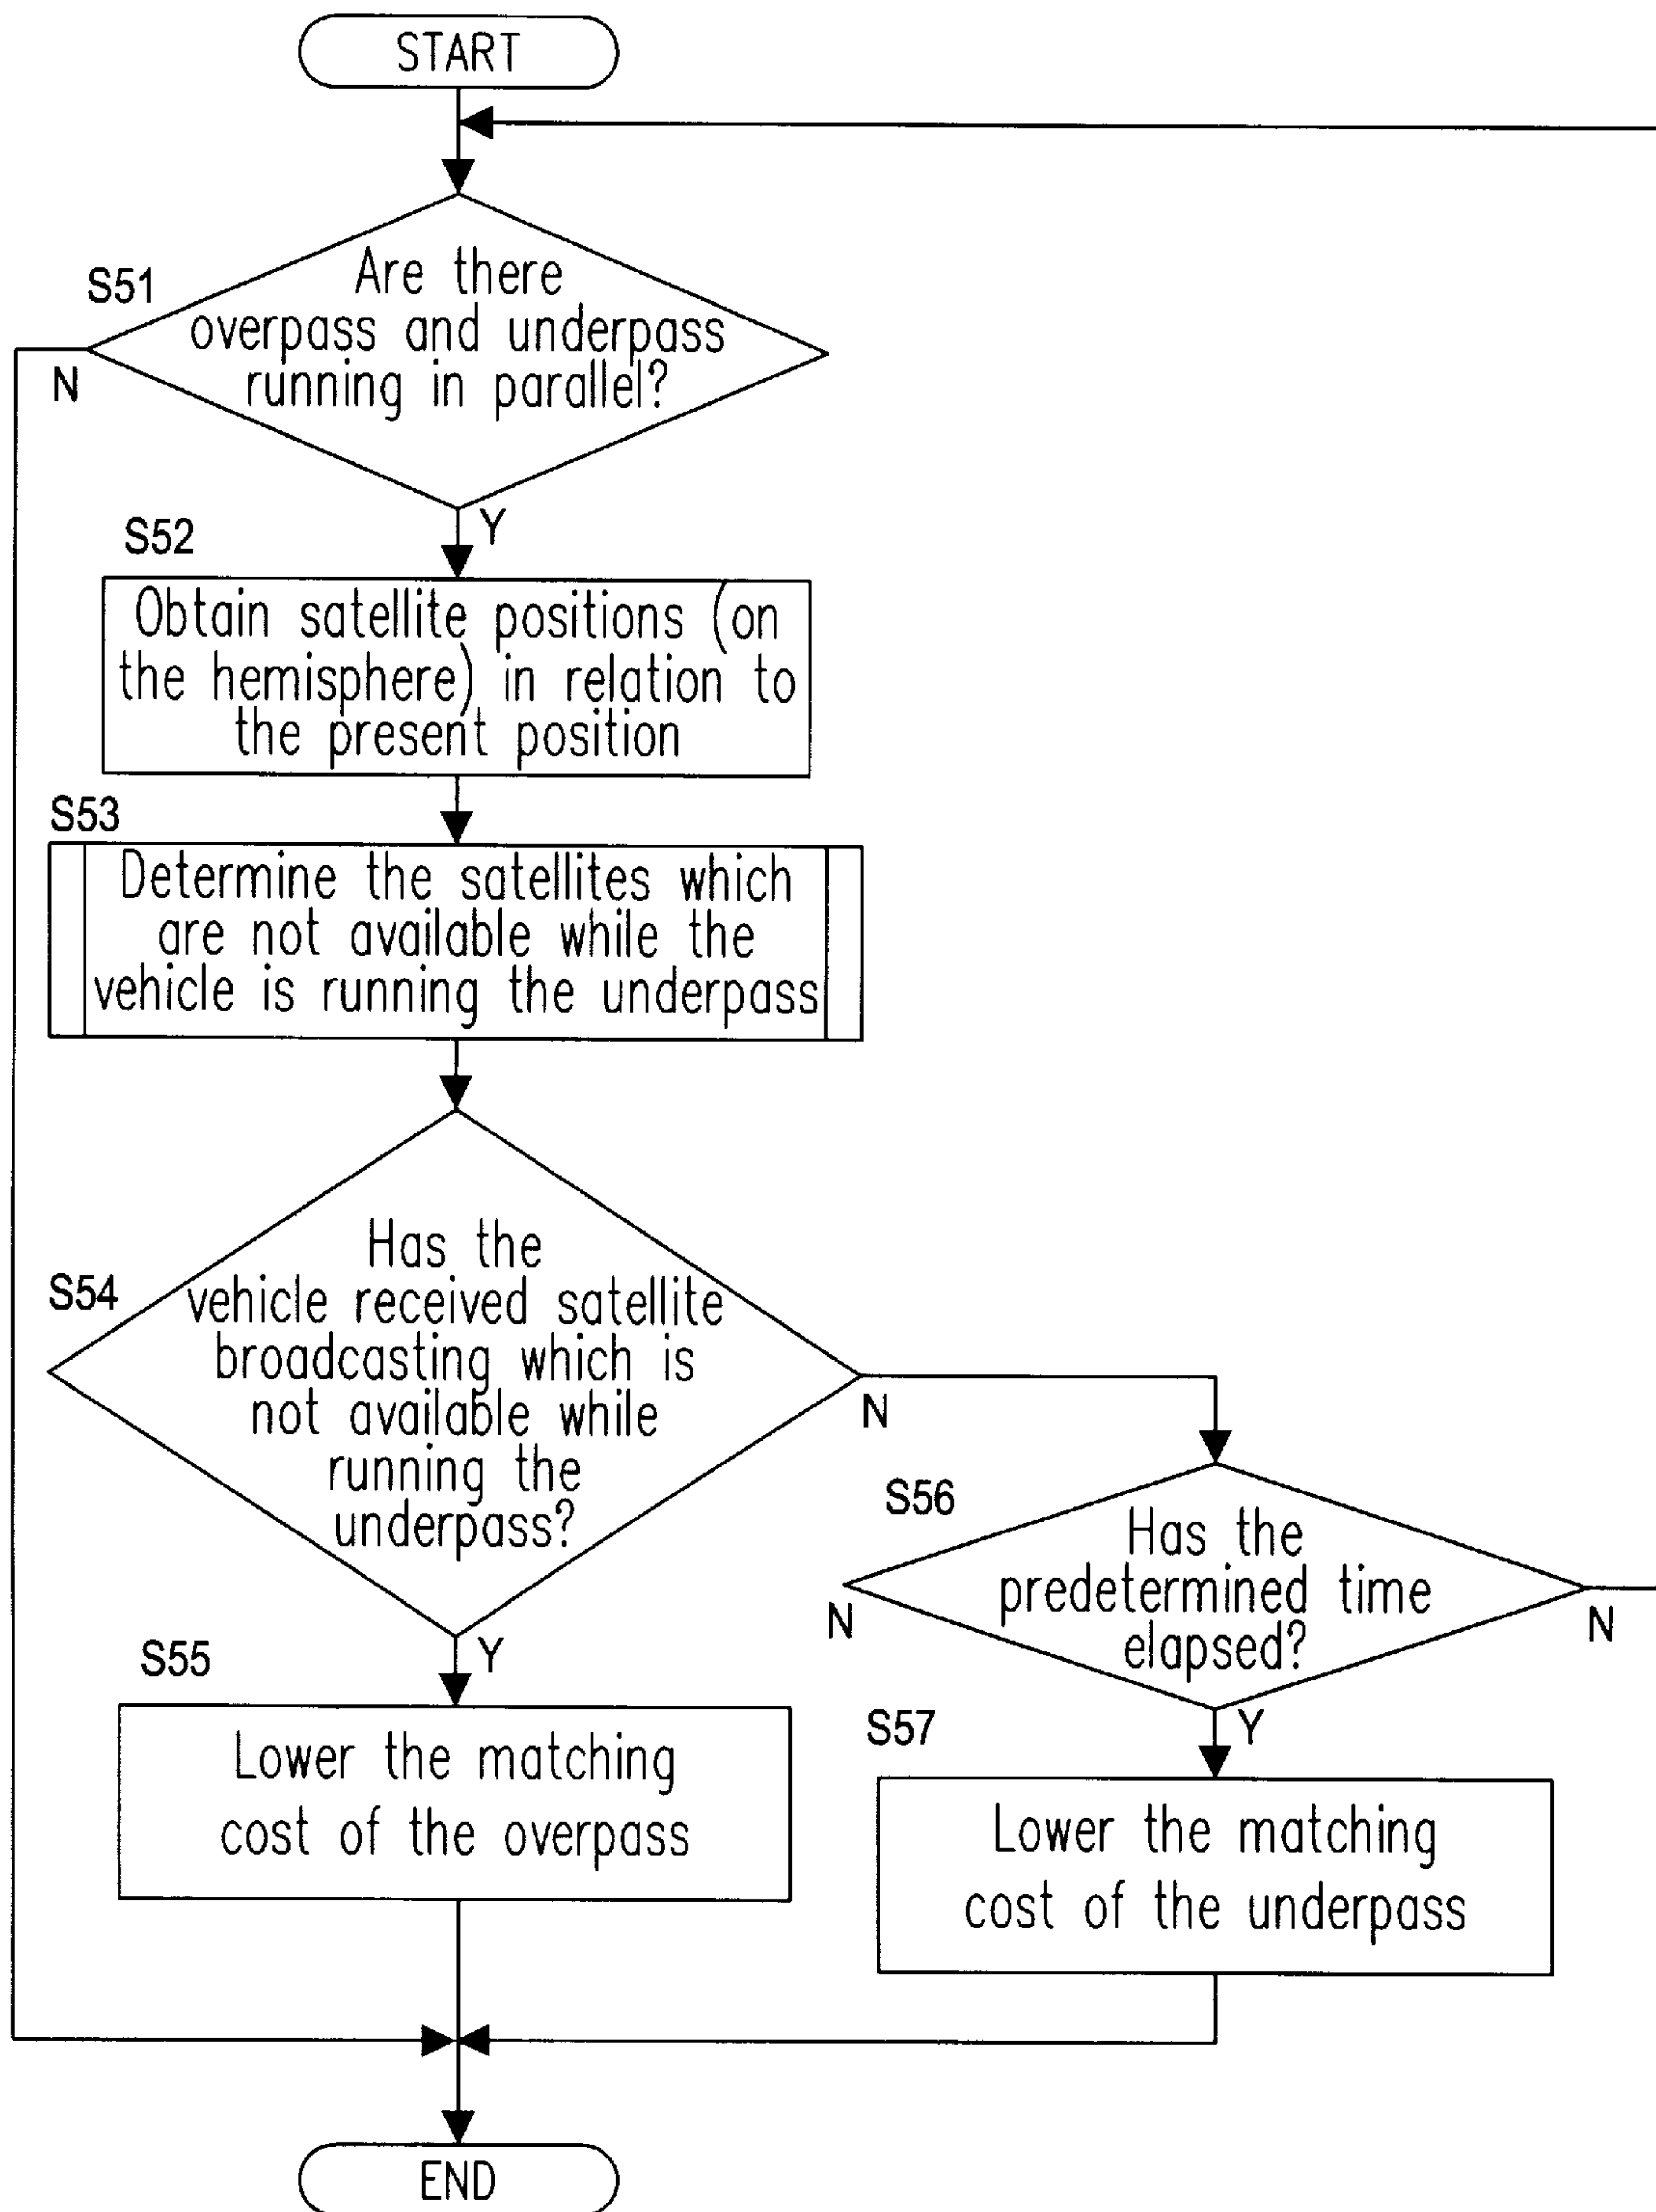 START
S51
Are there
overpass and underpass
running in parallel?
N
Y
S52
Obtain satellite positions (on
the hemisphere) in relation to
the present position
S53
Determine the satellites which
are not available while the
vehicle is running the underpass
S54
Has the
vehicle received satellite
broadcasting which is
not available while
running the
underpass?
N
Y
S56
Has the
predetermined time
elapsed?
N
N
Y
S55
Lower the matching
cost of the overpass
S57
Lower the matching
cost of the underpass
END